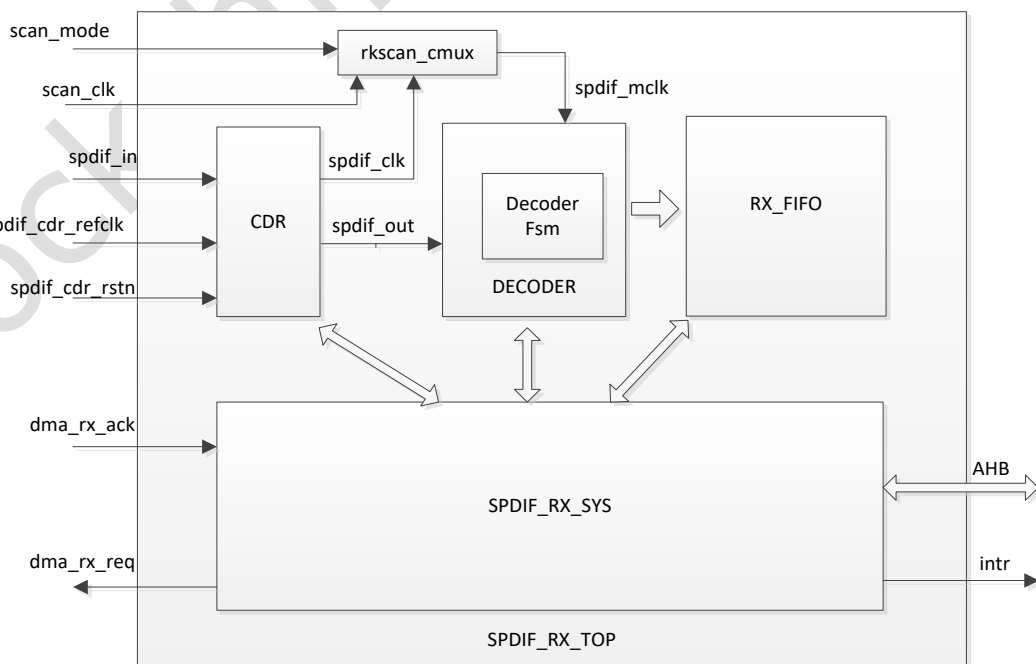 scan_mode
rkscan_cmux
scan_clk
spdif_mclk
spdif_in
spdif_clk
CDR
Decoder
Fsm
RX_FIFO
pdif_cdr_refclk
spdif_out
DECODER
spdif_cdr_rstn
dma_rx_ack
AHB
SPDIF_RX_SYS
dma_rx_req
intr
SPDIF_RX_TOP